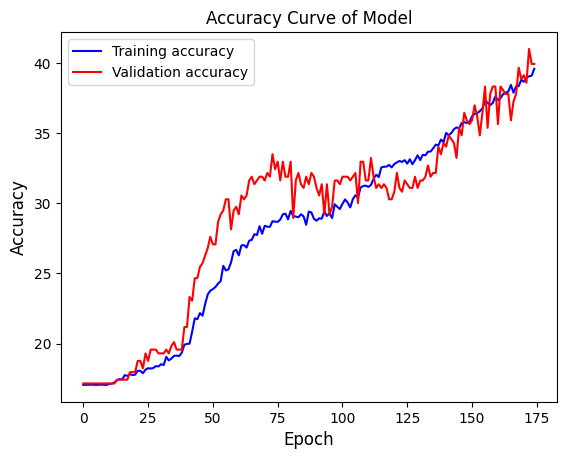 Accuracy Curve of Model
Training accuracy
Validation accuracy
40
35
30
25
20
Accuracy
0 25 50 75 100 125 150 175
Epoch